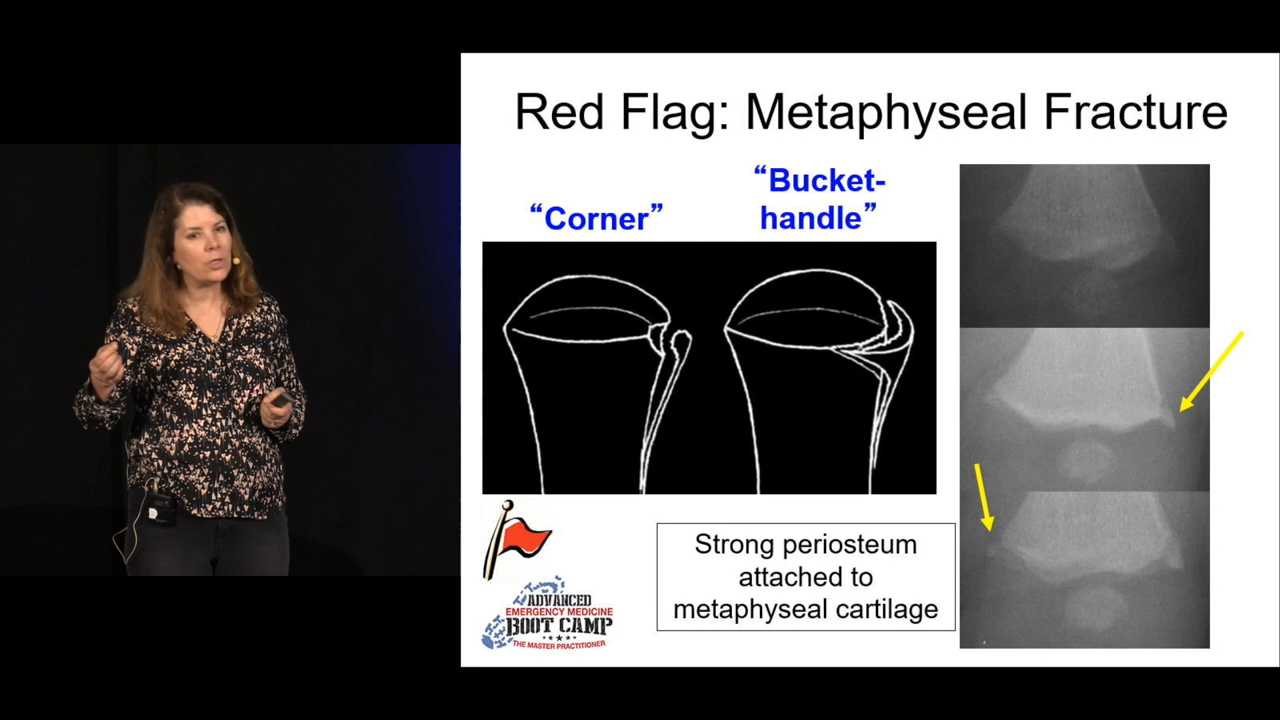 Red Flag: Metaphyseal Fracture
“Corner”
“Bucket-
handle”
Strong periosteum
attached to
metaphyseal cartilage
ADVANCED
EMERGENCY MEDICINE
BOOT CAMP
THE MASTER PRACTITIONER